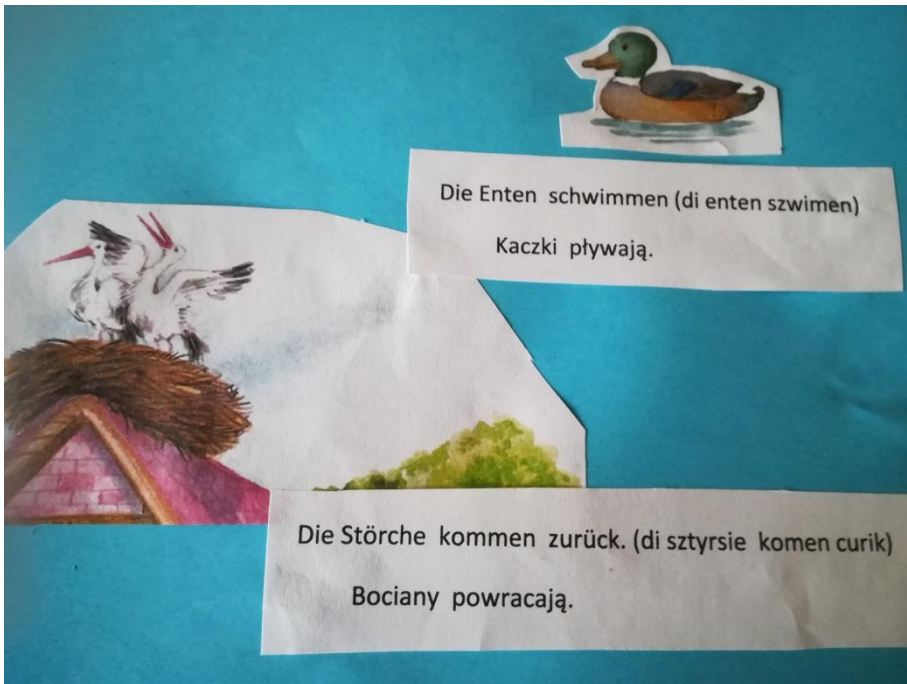 Die Enten schwimmen (di enten szwimen)
Kaczki pływają.
Die Störche kommen zurück. (di sztyrsie komen curik)
Bociany powracają.